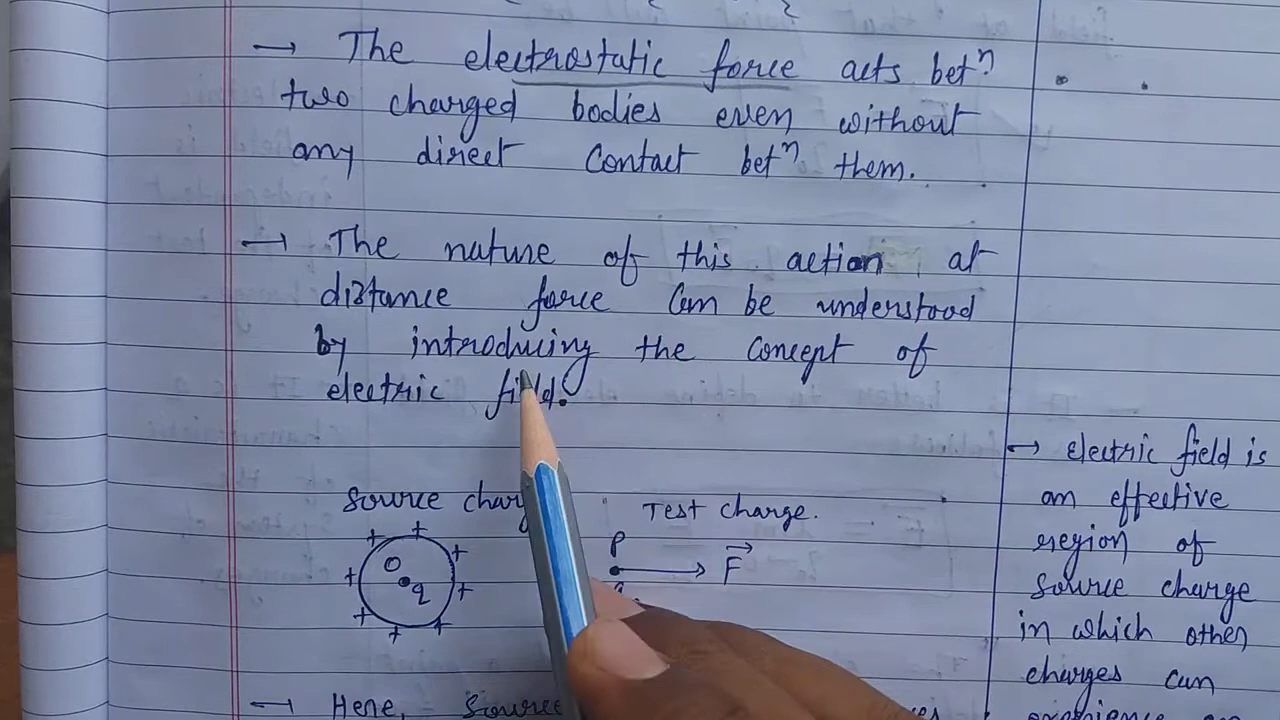 → The electrostatic force acts betⁿ
two charged bodies even without
any direct contact betⁿ them.
→ The nature of this action at
distance force can be understood
by introducing the concept of
electric field.
Source
Test charge.
+ + + + + + + +
O
q
P
F
→ Here, Source
→ electric field is
an effective
region of
source charge
in which other
charges can